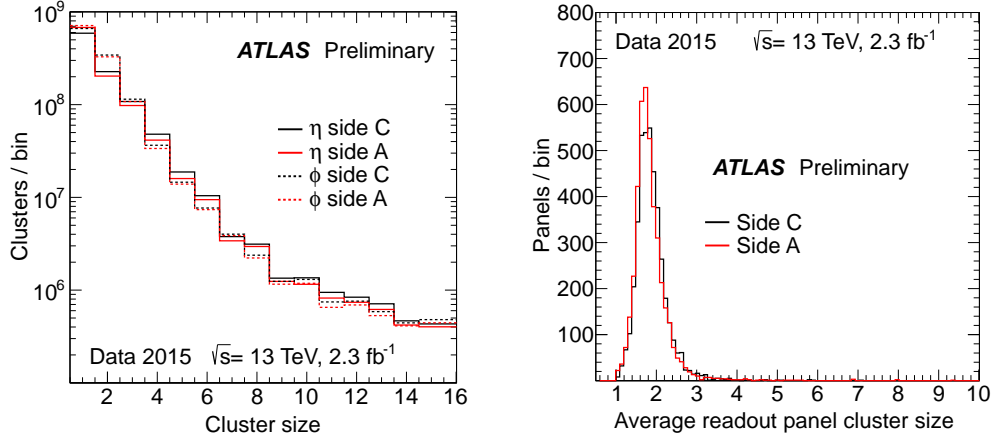 10⁹
10⁸
10⁷
10⁶
Clusters / bin
ATLAS Preliminary
η side C
η side A
ϕ side C
ϕ side A
Data 2015 √s= 13 TeV, 2.3 fb⁻¹
2 4 6 8 10 12 14 16
Cluster size
800
700
600
500
400
300
200
100
Panels / bin
Data 2015 √s= 13 TeV, 2.3 fb⁻¹
ATLAS Preliminary
Side C
Side A
1 2 3 4 5 6 7 8 9 10
Average readout panel cluster size